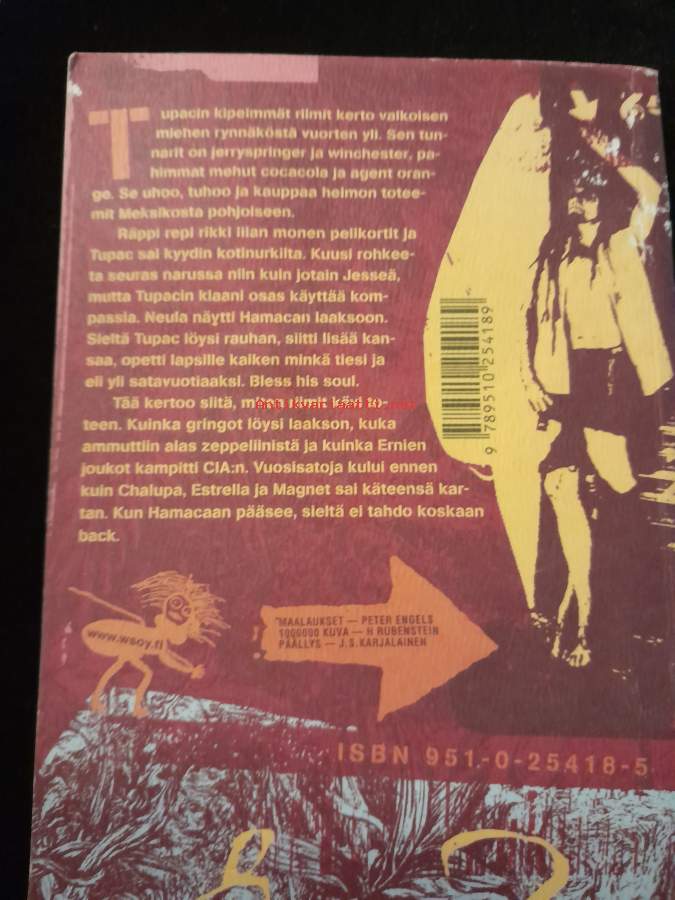 Tupacin kipeimmät riimit kerto valkoisen
miehen rynnäköstä vuorten yli. Sen tun-
narit on jerryspringer ja winchester, pa-
himmat mehut cocacola ja agent oran-
ge. Se uhoo, tuhoo ja kauppaa heimon totee-
mit Meksikosta pohjoiseen.
Räppi repi rikki liian monen pelikortit ja
Tupac sai kyydin kotinurkilta. Kuusi rohkee-
ta seuras narussa niin kuin jotain Jesseä,
mutta Tupacin klaani osas käyttää kom-
passia. Neula näytti Hamacan laaksoon.
Sieltä Tupac löysi rauhan, siitti lisää kan-
saa, opetti lapsille kaiken minkä tiesi ja
eli yli satavuotiaaksi. Bless his soul.
Tää kertoo siitä, miten riimit kävi to-
teen. Kuinka gringot löysi laakson, kuka
ammuttiin alas zeppeliinistä ja kuinka Ernien
joukot kampitti CIA:n. Vuosisatoja kului ennen
kuin Chalupa, Estrella ja Magnet sai käteensä kar-
tan. Kun Hamacaan pääsee, sieltä ei tahdo koskaan
back.
9 789510 254189
www.wsoy.fi
"MAALAUKSET — PETER ENGELS
1000000 KUVA — H RUBENSTEIN
PÄÄLLYS — J.S.KARJALAINEN
ISBN 951-0-25418-5